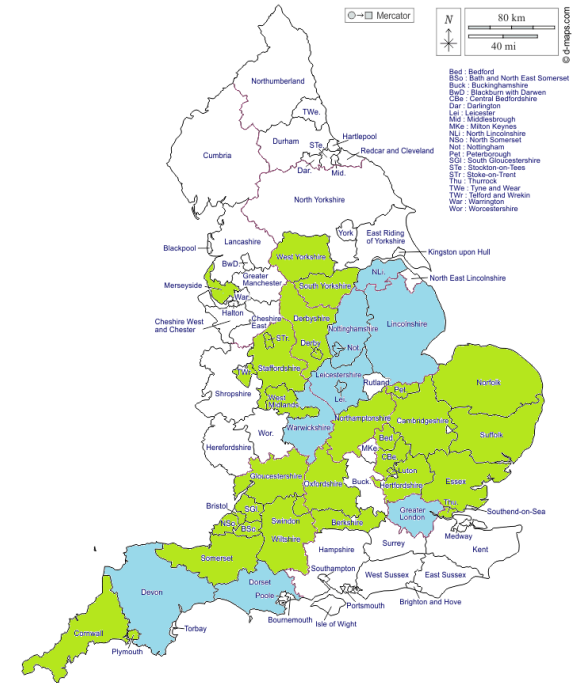 Mercator
N
80 km
40 mi
© d-maps.com
Bed : Bedford
BSo : Bath and North East Somerset
Buck : Buckinghamshire
BwD : Blackburn with Darwen
CBe : Central Bedfordshire
Dar : Darlington
Lei : Leicester
Mid : Middlesbrough
MKe : Milton Keynes
NLi : North Lincolnshire
NSo : North Somerset
Not : Nottingham
Pet : Peterborough
SGl : South Gloucestershire
STe : Stockton-on-Tees
STr : Stoke-on-Trent
Thu : Thurrock
TWe : Tyne and Wear
TWr : Telford and Wrekin
War : Warrington
Wor : Worcestershire
Northumberland
TWe.
Durham
STe.
Hartlepool
Redcar and Cleveland
Cumbria
Dar.
Mid.
North Yorkshire
Lancashire
York
East Riding
of Yorkshire
Blackpool
BwD.
West Yorkshire
Kingston upon Hull
Merseyside
Greater
Manchester
South Yorkshire
NLi.
North East Lincolnshire
War.
Halton
Cheshire West
and Chester
Cheshire
East
Derbyshire
Nottinghamshire
Lincolnshire
STr.
Derby
Not.
TWr.
Staffordshire
Leicestershire
Rutland
Pet.
Norfolk
Shropshire
West
Midlands
Lei.
Northamptonshire
Cambridgeshire
Suffolk
Herefordshire
Wor.
Warwickshire
Bed.
MKe.
CBe.
Luton
Gloucestershire
Oxfordshire
Buck.
Hertfordshire
Essex
Thu.
Southend-on-Sea
Bristol
SGl.
Swindon
Berkshire
Greater
London
Medway
NSo.
BSo.
Wiltshire
Somerset
Hampshire
Surrey
Kent
Southampton
West Sussex
East Sussex
Devon
Dorset
Poole
Portsmouth
Brighton and Hove
Bournemouth
Isle of Wight
Cornwall
Torbay
Plymouth